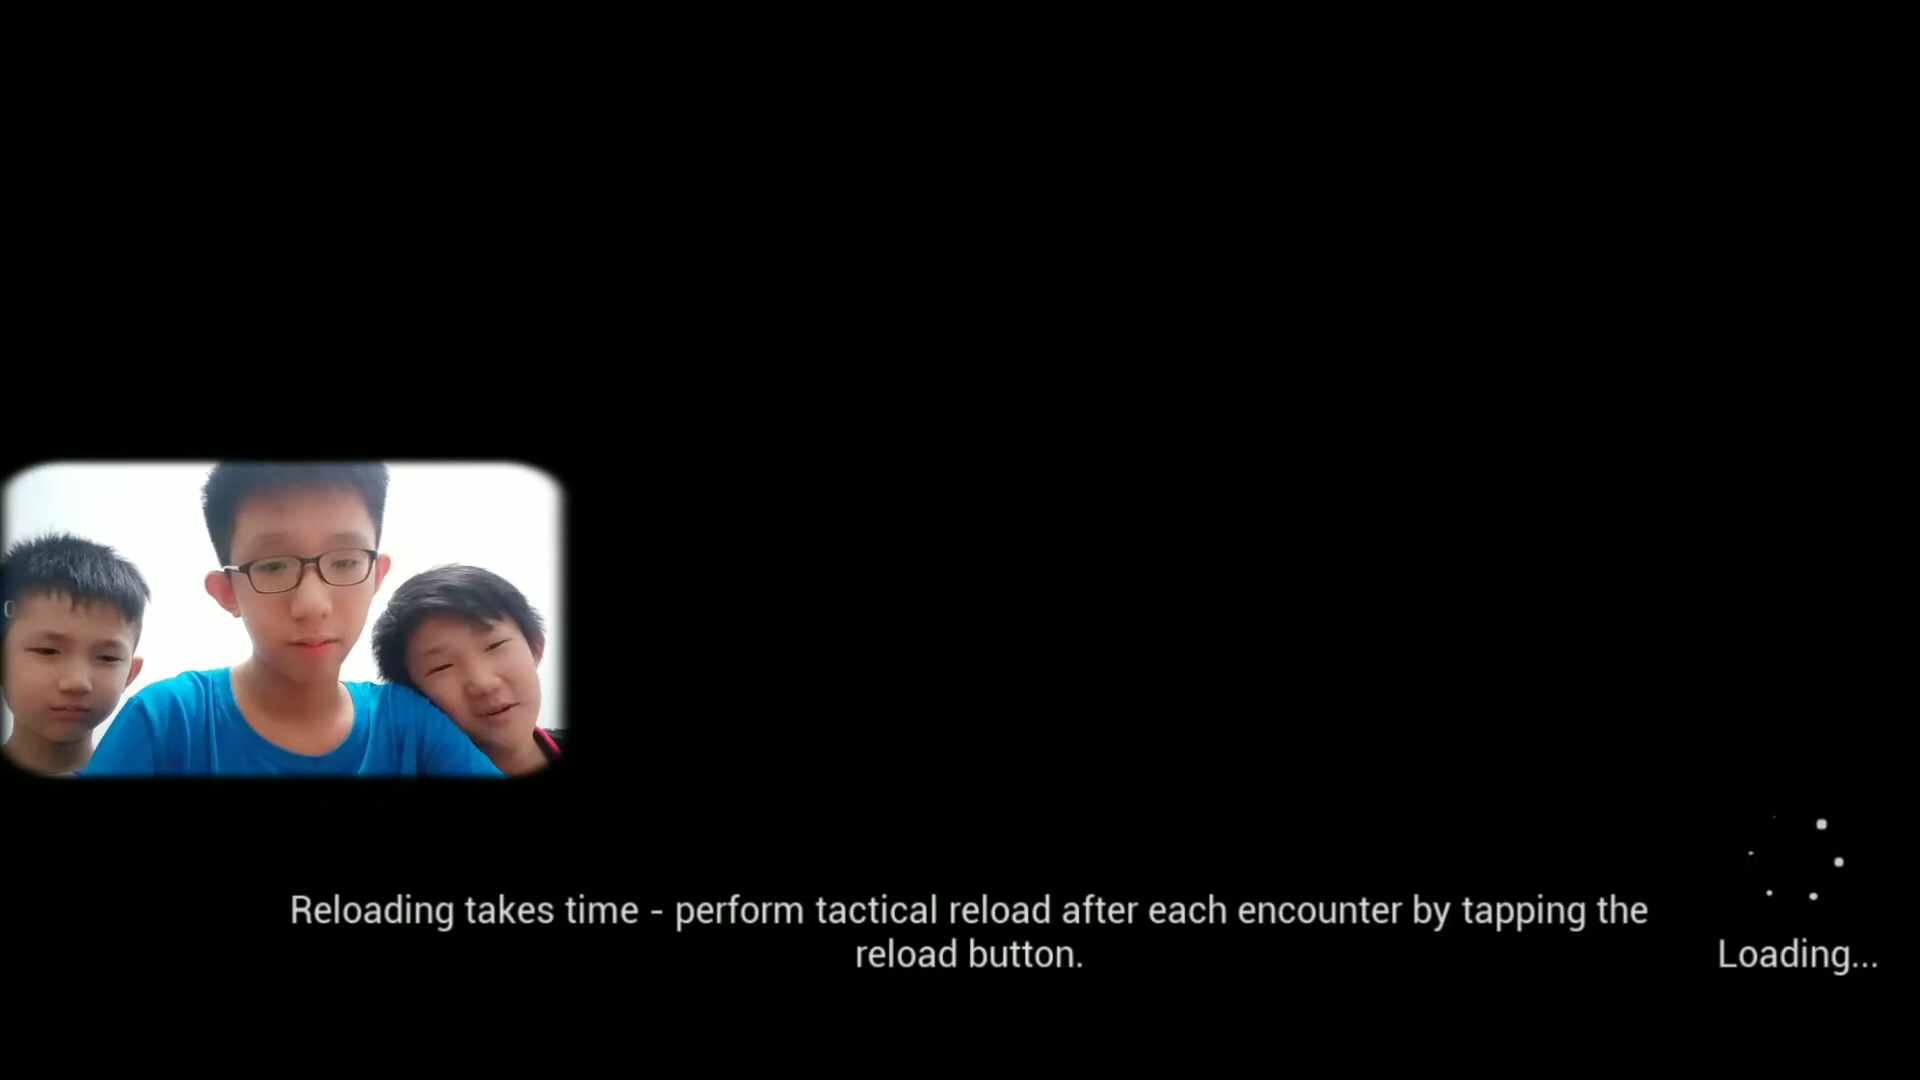 Reloading takes time - perform tactical reload after each encounter by tapping the
reload button.
Loading...